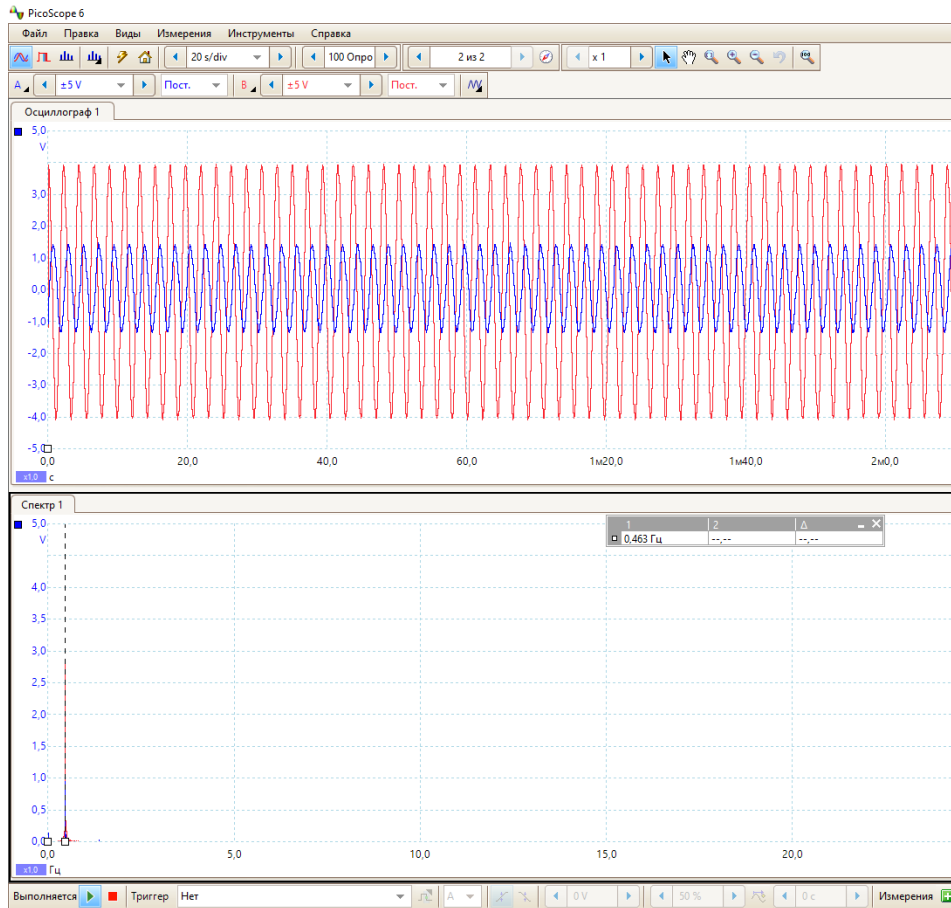 PicoScope 6
Файл Правка Виды Измерения Инструменты Справка
20 s/div 100 Опро 2 из 2 x 1
A ±5 V Пост. B ±5 V Пост.
Осциллограф 1
5,0
V
3,0
2,0
1,0
0,0
-1,0
-2,0
-3,0
-4,0
-5,0
0,0 20,0 40,0 60,0 1м20,0 1м40,0 2м0,0
x1.0 с
Спектр 1
5,0
V
1 2 Δ
0,463 Гц --,-- --,--
4,0
3,5
3,0
2,5
2,0
1,5
1,0
0,5
0,0
0,0 5,0 10,0 15,0 20,0
x1.0 Гц
Выполняется Триггер Нет A 0 V 50 % 0 с Измерения